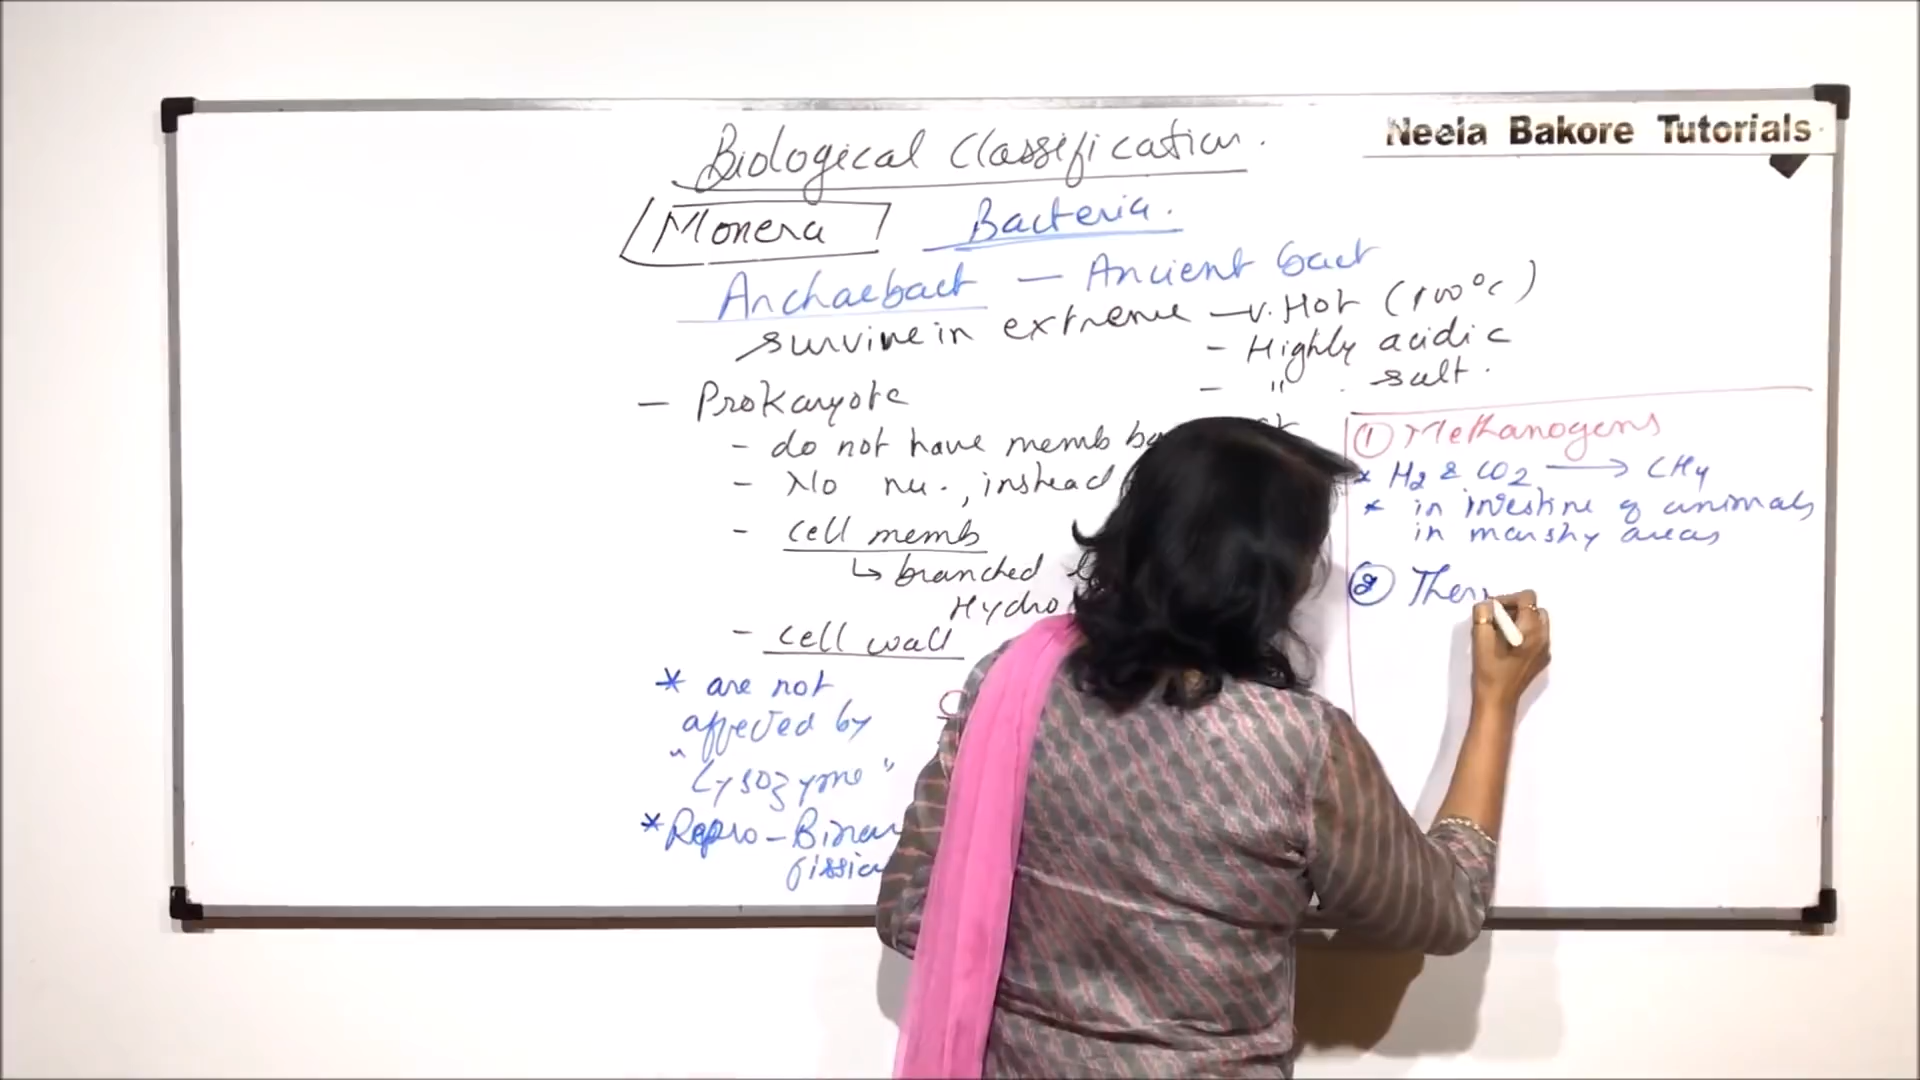 Biological Classification.
Neela Bakore Tutorials
Monera Bacteria.
Archaebact — Ancient bact
survive in extreme — v. Hot (100°C)
- Highly acidic
- " salt.
— Prokaryote
- do not have memb
- No nu., instead
- cell memb
↳ branched
Hydro
- cell wall
* are not
affected by
"Lysozyme"
* Repro - Binar
fission
① Methanogens
* H2 & CO2 → CH4
* in intestine of animals
in marshy areas
② Ther